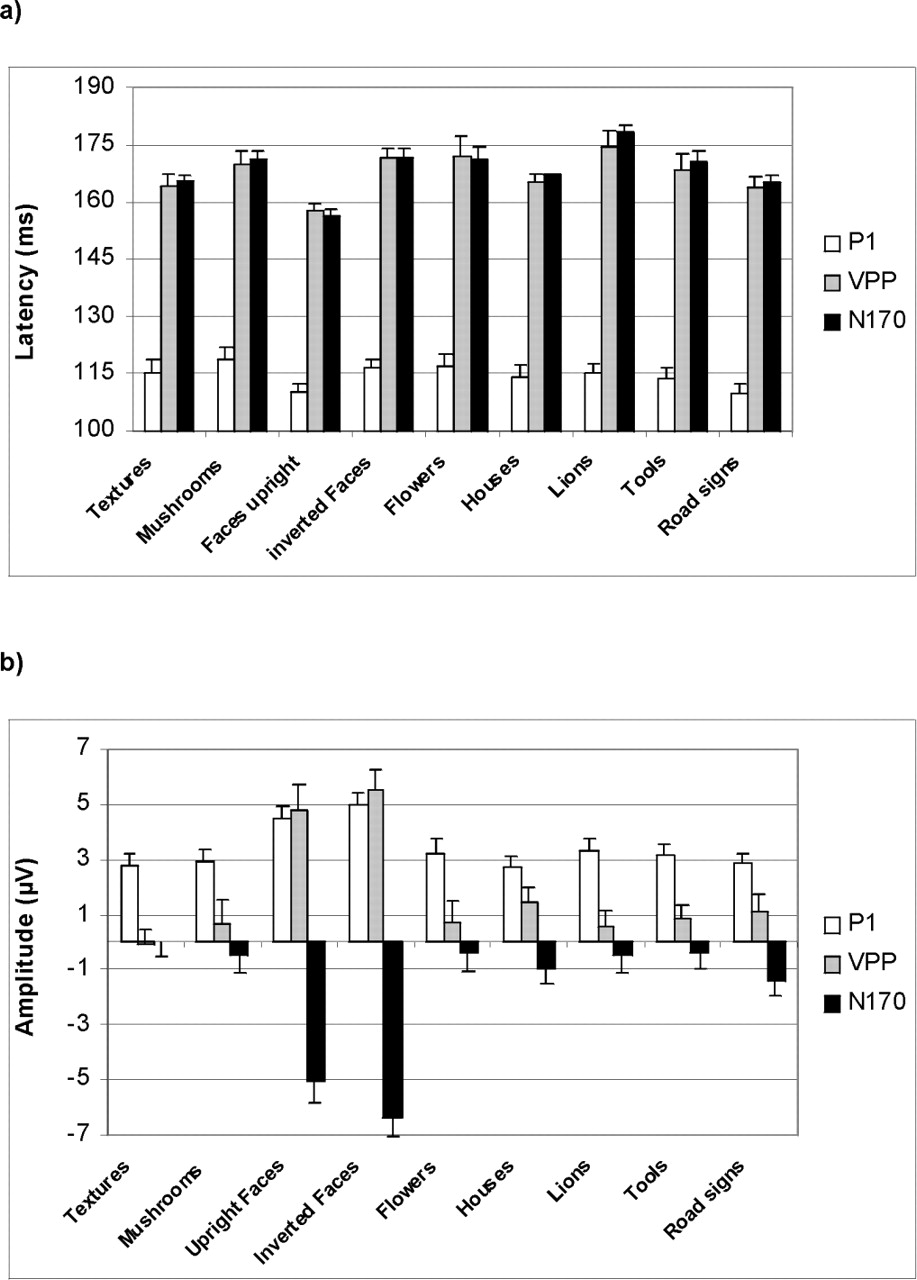 a)
190
175
160
145
130
115
100
Latency (ms)
Textures
Mushrooms
Faces upright
inverted Faces
Flowers
Houses
Lions
Tools
Road signs
P1
VPP
N170
b)
7
5
3
1
-1
-3
-5
-7
Amplitude (µV)
Textures
Mushrooms
Upright Faces
Inverted Faces
Flowers
Houses
Lions
Tools
Road signs
P1
VPP
N170